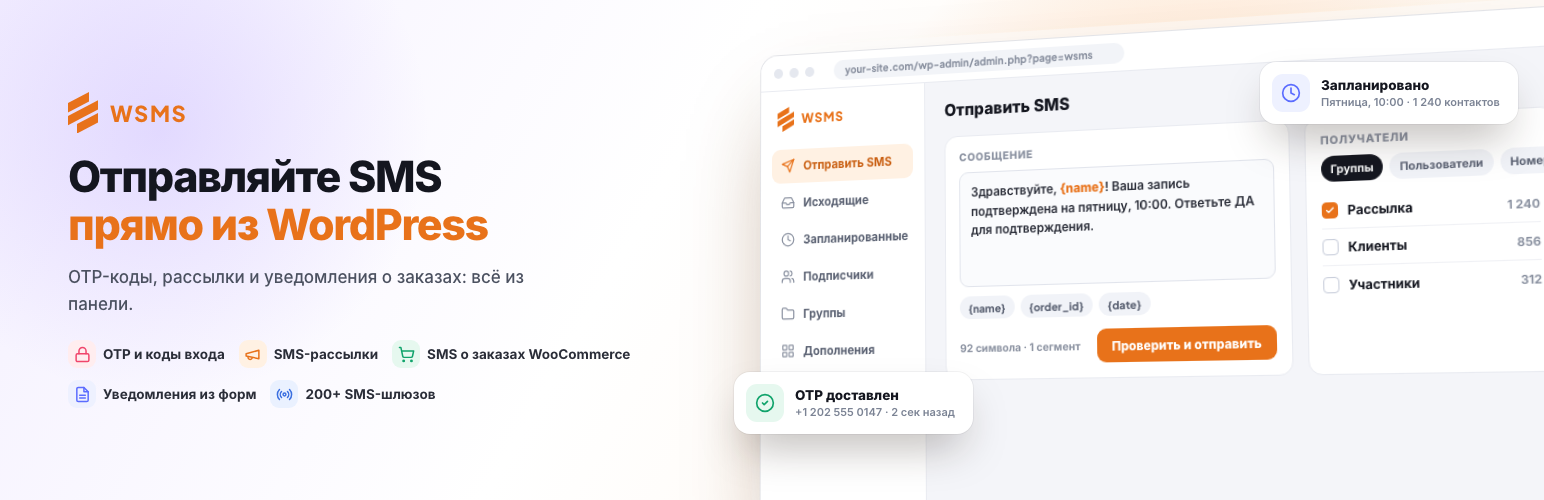 WSMS
Отправляйте SMS
прямо из WordPress
OTP-коды, рассылки и уведомления о заказах: всё из
панели.
OTP и коды входа
SMS-рассылки
SMS о заказах WooCommerce
Уведомления из форм
200+ SMS-шлюзов
your-site.com/wp-admin/admin.php?page=wsms
WSMS
Отправить SMS
Исходящие
Запланированные
Подписчики
Группы
Дополнения
Отправить SMS
СООБЩЕНИЕ
Здравствуйте, {name}! Ваша запись
подтверждена на пятницу, 10:00. Ответьте ДА
для подтверждения.
{name}
{order_id}
{date}
92 символа · 1 сегмент
Проверить и отправить
Запланировано
Пятница, 10:00 · 1 240 контактов
ПОЛУЧАТЕЛИ
Группы
Пользователи
Рассылка
1 240
Клиенты
856
Участники
312
OTP доставлен
+1 202 555 0147 · 2 сек назад